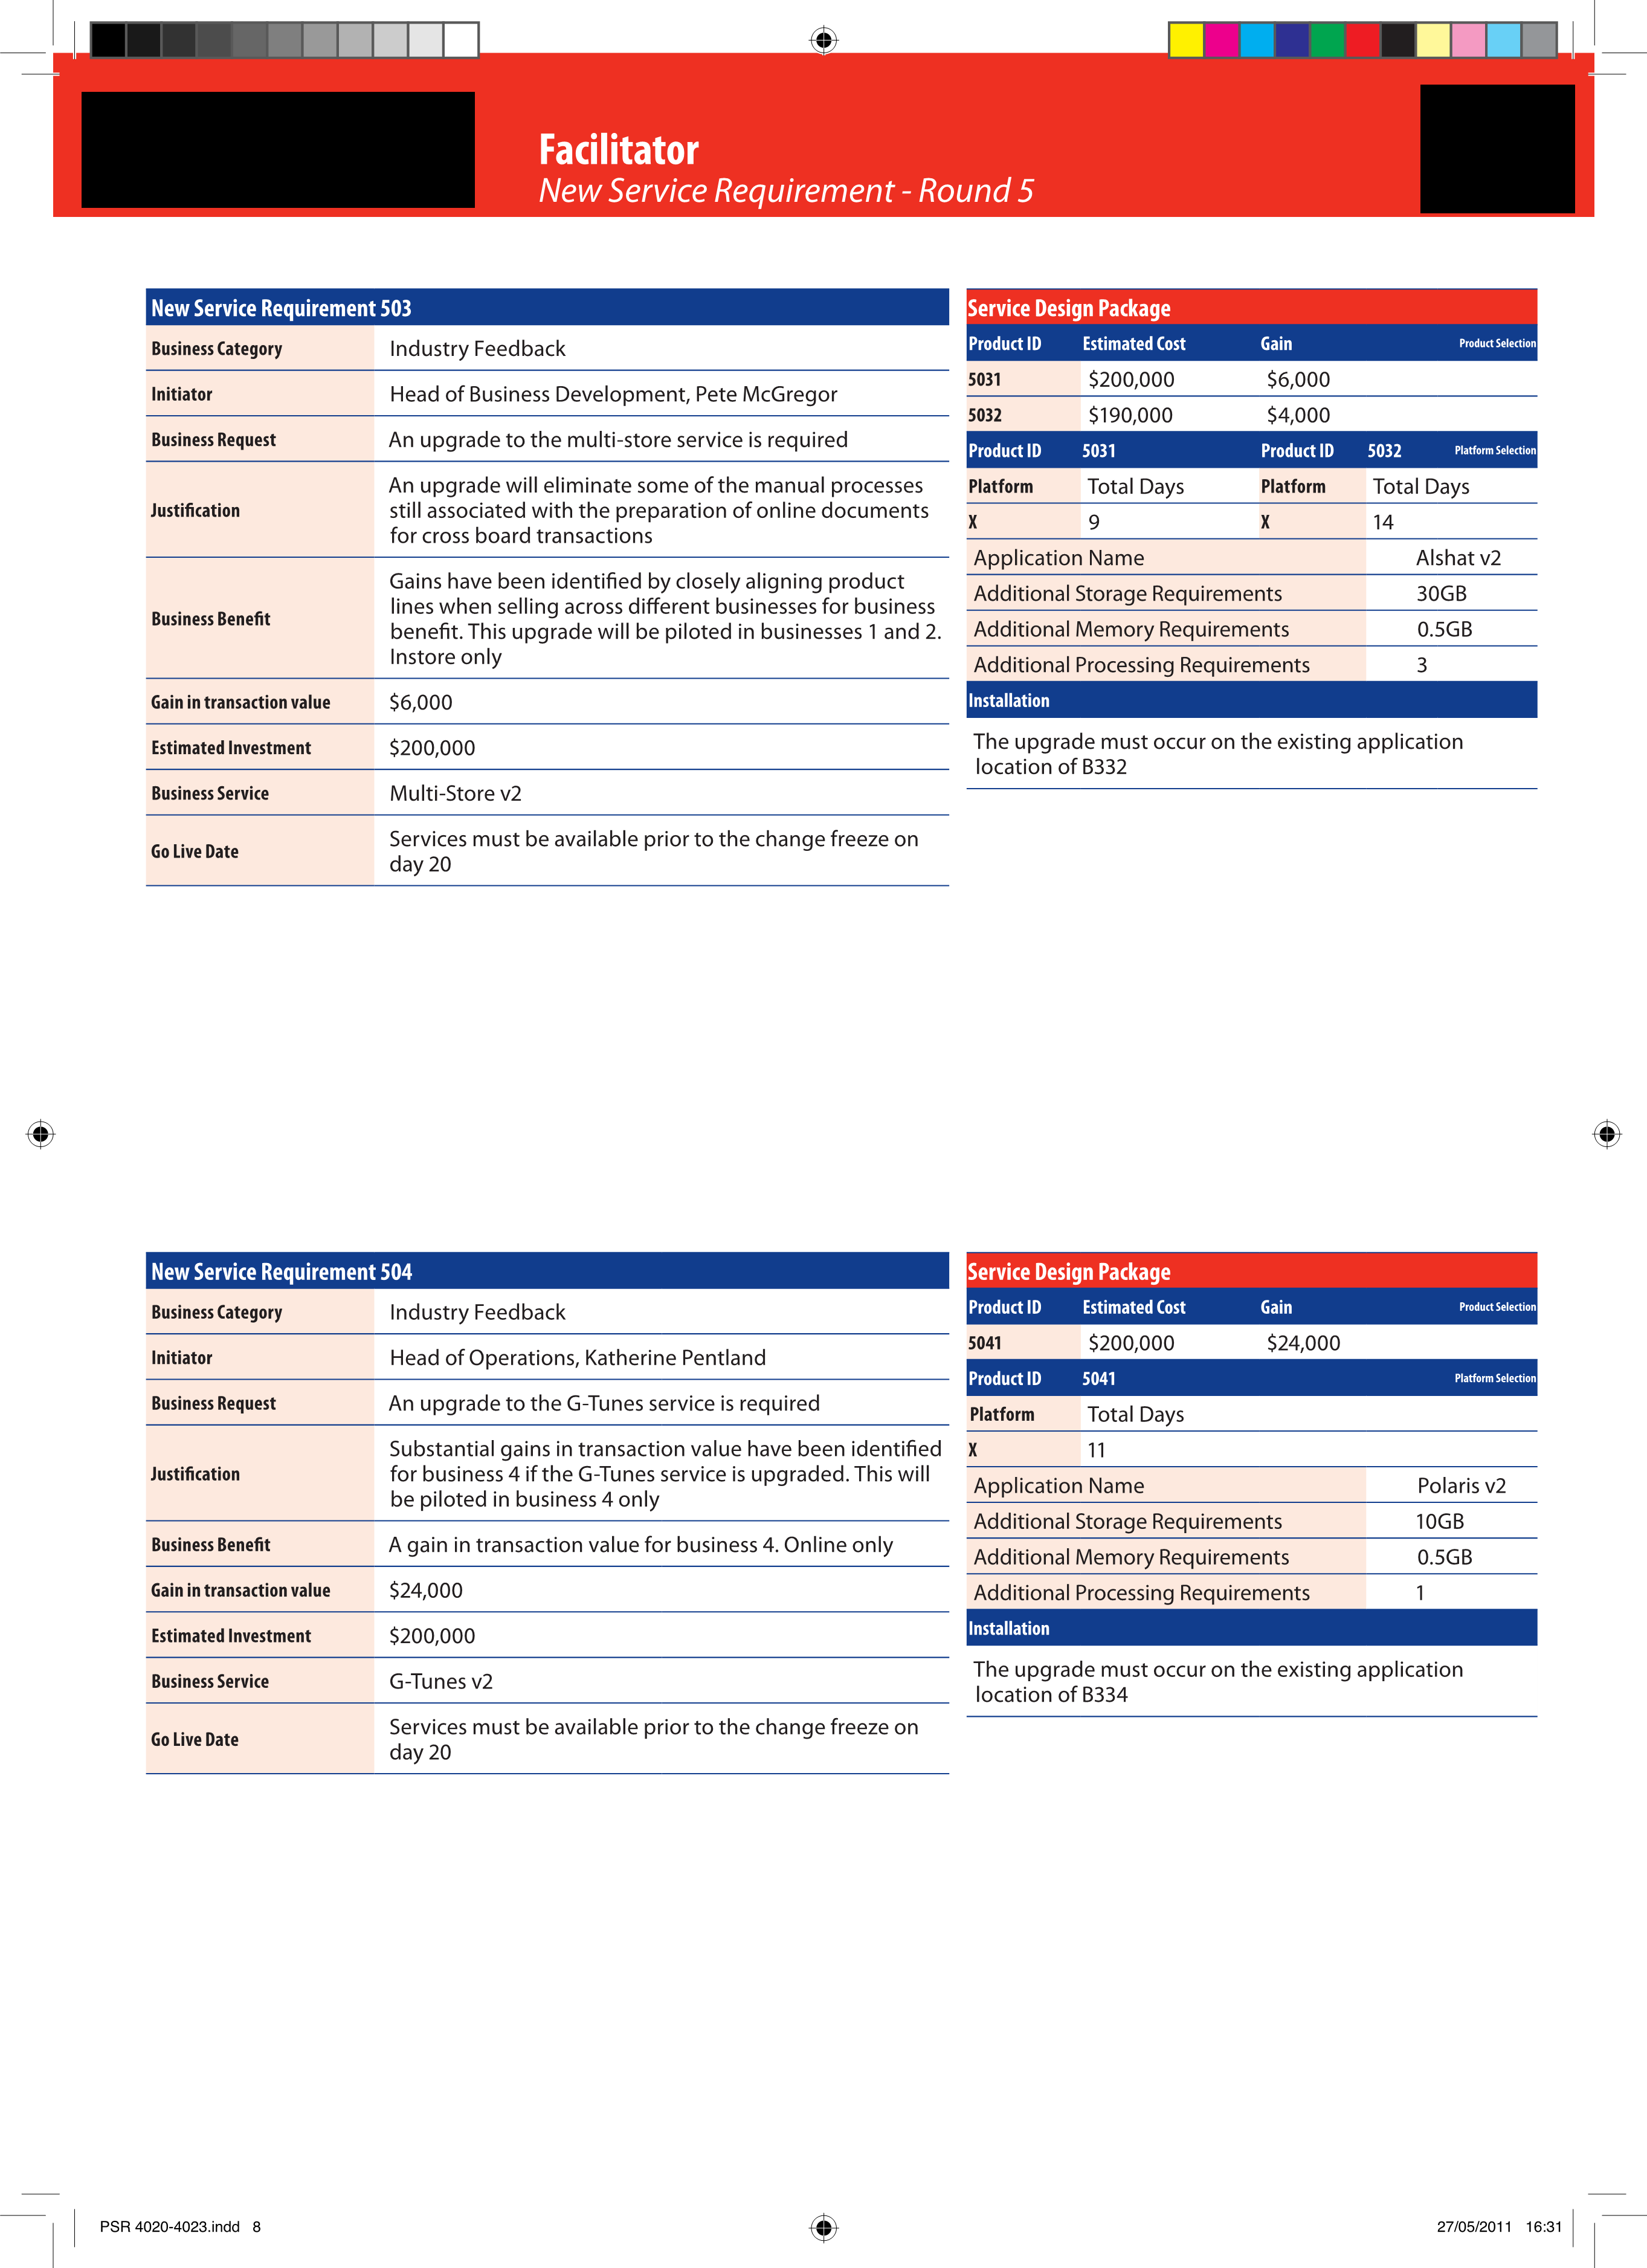 Facilitator
New Service Requirement - Round 5
New Service Requirement 503
Business Category Industry Feedback
Initiator Head of Business Development, Pete McGregor
Business Request An upgrade to the multi-store service is required
Justification An upgrade will eliminate some of the manual processes
still associated with the preparation of online documents
for cross board transactions
Business Benefit Gains have been identified by closely aligning product
lines when selling across different businesses for business
benefit. This upgrade will be piloted in businesses 1 and 2.
Instore only
Gain in transaction value $6,000
Estimated Investment $200,000
Business Service Multi-Store v2
Go Live Date Services must be available prior to the change freeze on
day 20
Service Design Package
Product ID Estimated Cost Gain Product Selection
5031 $200,000 $6,000
5032 $190,000 $4,000
Product ID 5031 Product ID 5032 Platform Selection
Platform Total Days Platform Total Days
X 9 X 14
Application Name Alshat v2
Additional Storage Requirements 30GB
Additional Memory Requirements 0.5GB
Additional Processing Requirements 3
Installation
The upgrade must occur on the existing application
location of B332
New Service Requirement 504
Business Category Industry Feedback
Initiator Head of Operations, Katherine Pentland
Business Request An upgrade to the G-Tunes service is required
Justification Substantial gains in transaction value have been identified
for business 4 if the G-Tunes service is upgraded. This will
be piloted in business 4 only
Business Benefit A gain in transaction value for business 4. Online only
Gain in transaction value $24,000
Estimated Investment $200,000
Business Service G-Tunes v2
Go Live Date Services must be available prior to the change freeze on
day 20
Service Design Package
Product ID Estimated Cost Gain Product Selection
5041 $200,000 $24,000
Product ID 5041 Platform Selection
Platform Total Days
X 11
Application Name Polaris v2
Additional Storage Requirements 10GB
Additional Memory Requirements 0.5GB
Additional Processing Requirements 1
Installation
The upgrade must occur on the existing application
location of B334
PSR 4020-4023.indd 8 27/05/2011 16:31